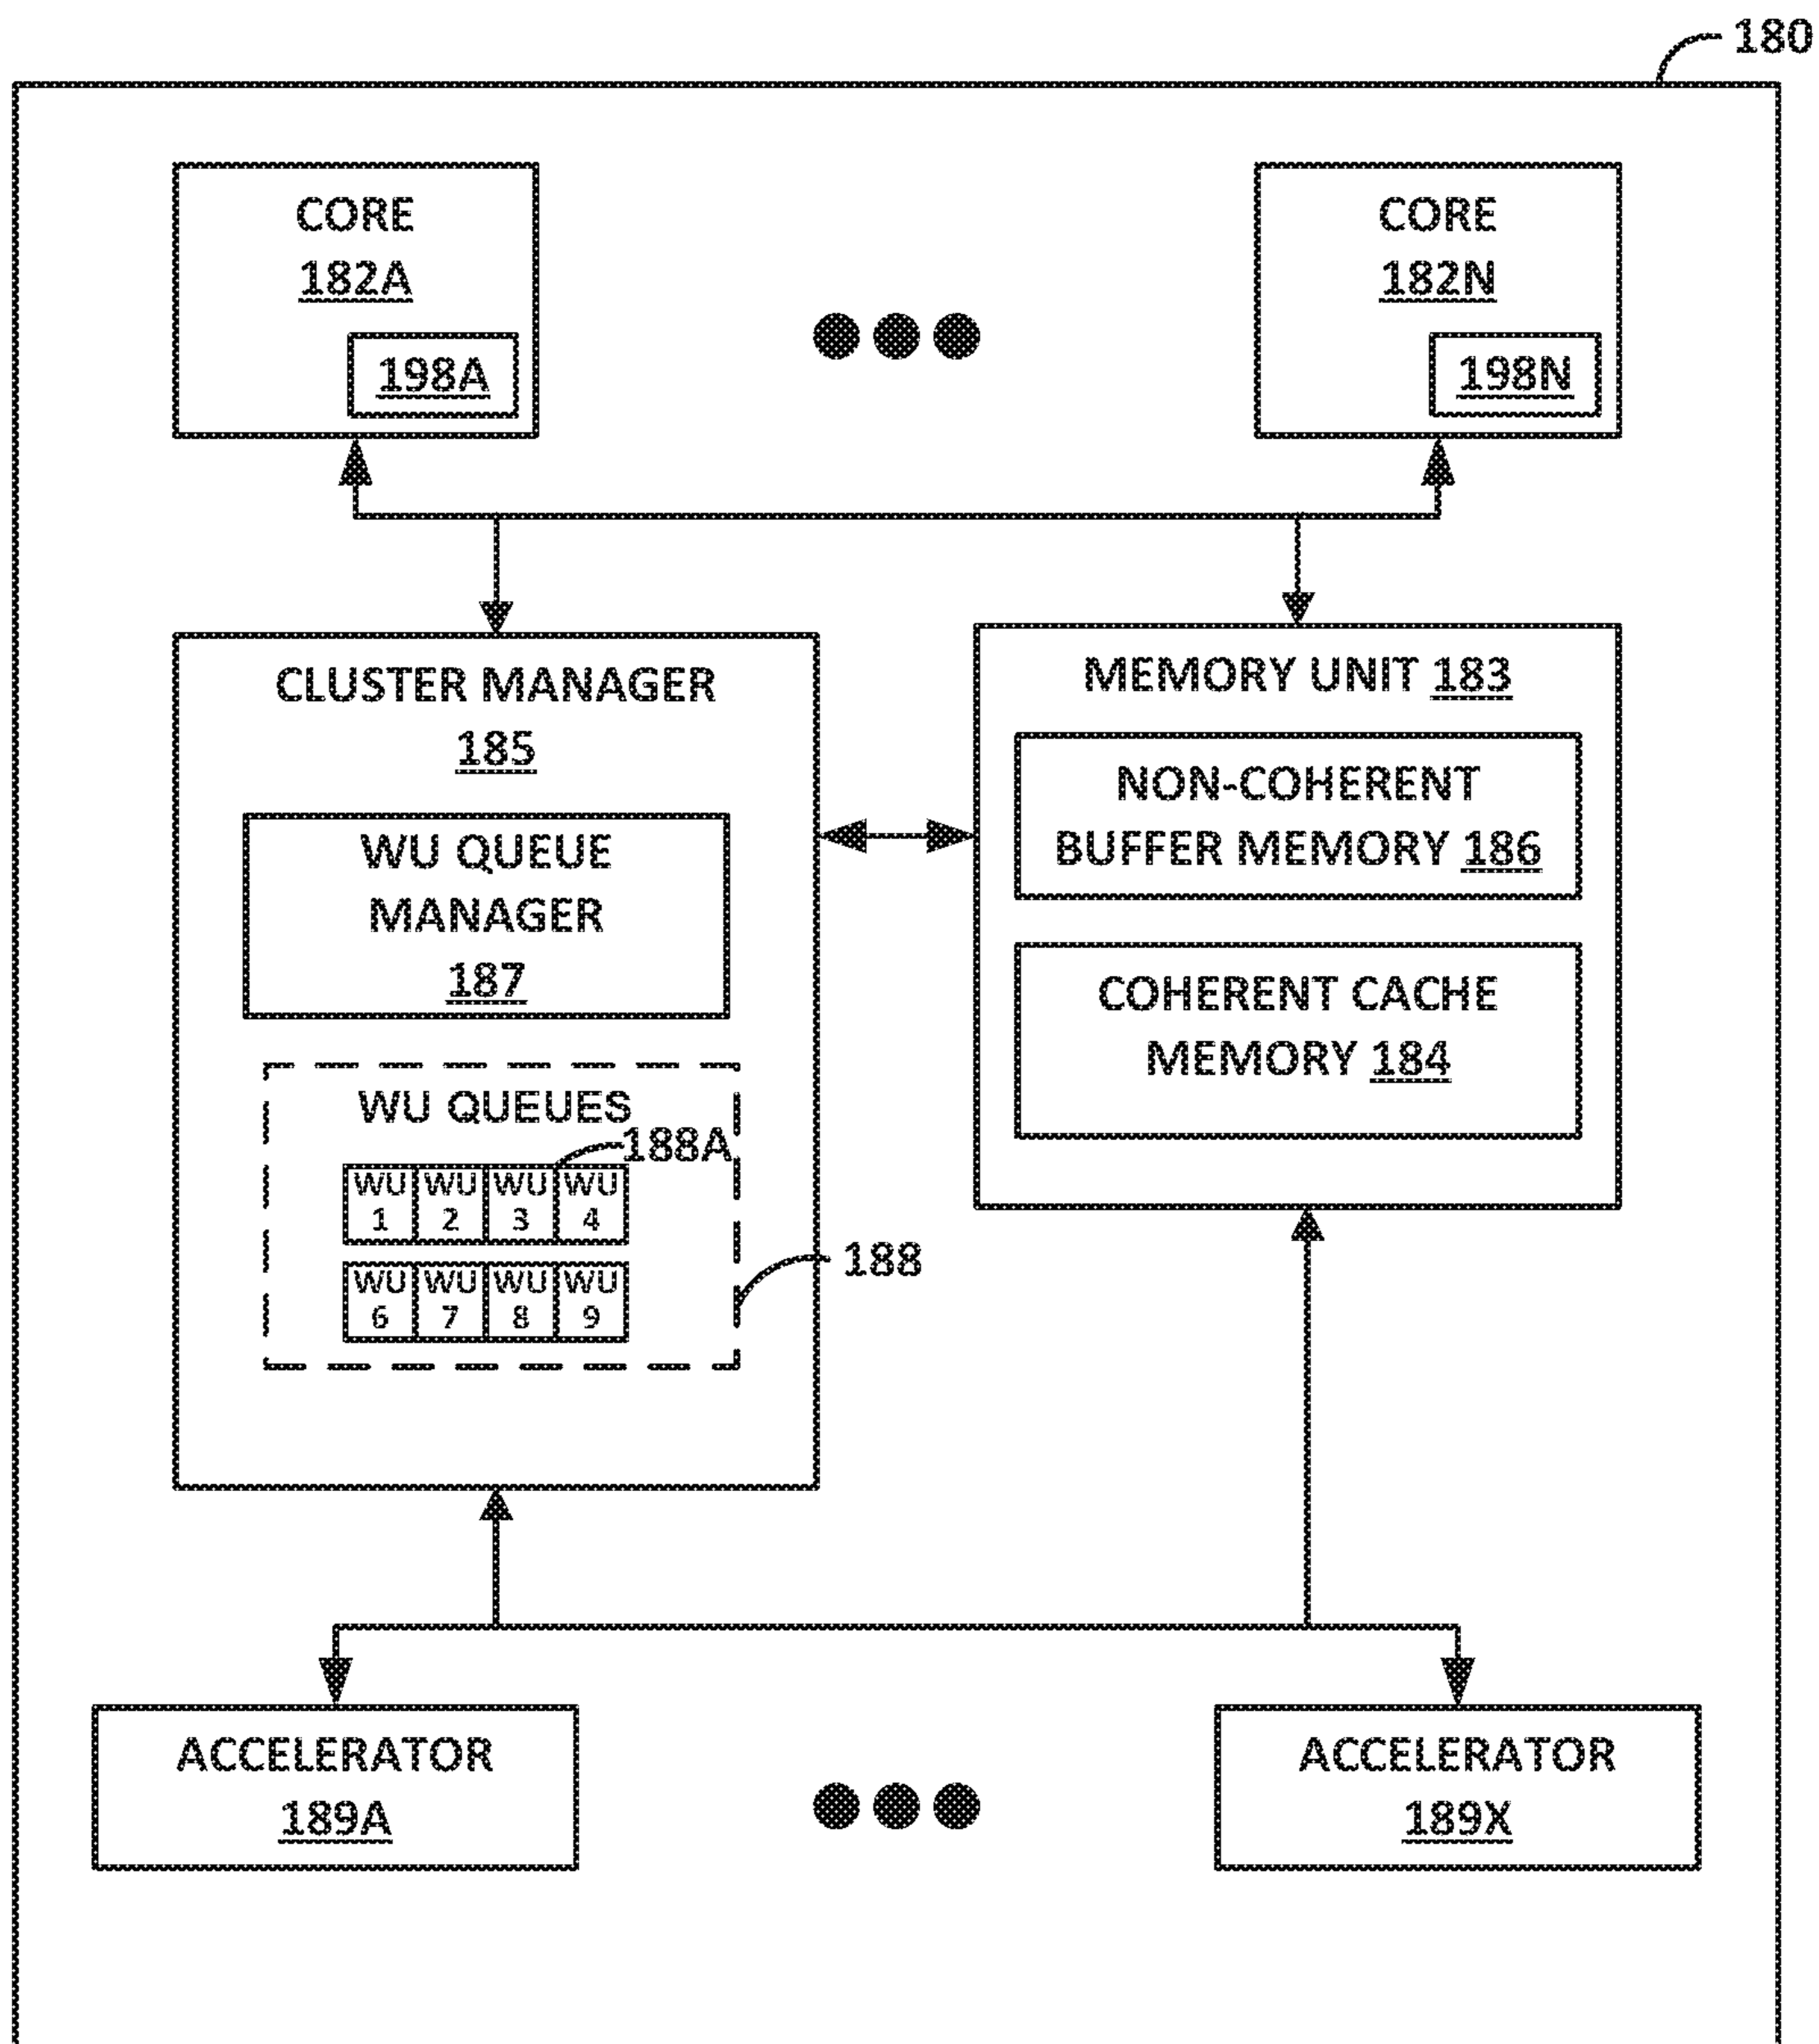 180
CORE
182A
198A
CORE
182N
198N
CLUSTER MANAGER
185
WU QUEUE
MANAGER
187
WU QUEUES
188A
WU WU WU WU
1 2 3 4
WU WU WU WU
6 7 8 9
188
MEMORY UNIT 183
NON-COHERENT
BUFFER MEMORY 186
COHERENT CACHE
MEMORY 184
ACCELERATOR
189A
ACCELERATOR
189X